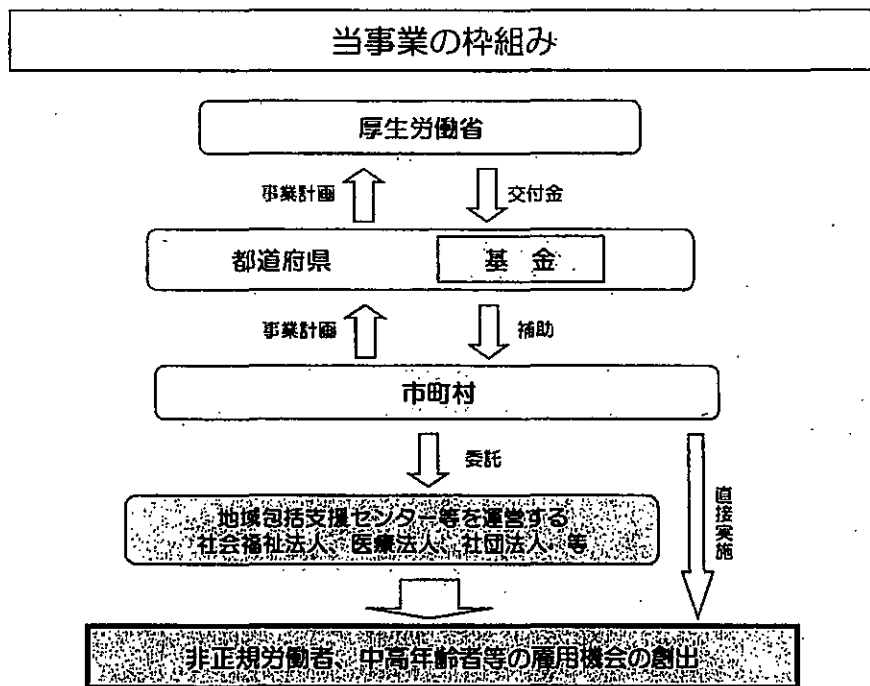 当事業の枠組み
厚生労働省
事業計画
交付金
都道府県
基 金
事業計画
補助
市町村
委託
直接実施
地域包括支援センター等を運営する
社会福祉法人、医療法人、社団法人 等
非正規労働者、中高年齢者等の雇用機会の創出